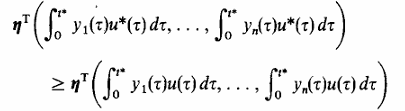 η^T(∫_0^{t*} y_1(τ)u*(τ) dτ, . . . , ∫_0^{t*} y_n(τ)u*(τ) dτ)
≥ η^T(∫_0^{t*} y_1(τ)u(τ) dτ, . . . , ∫_0^{t*} y_n(τ)u(τ) dτ)